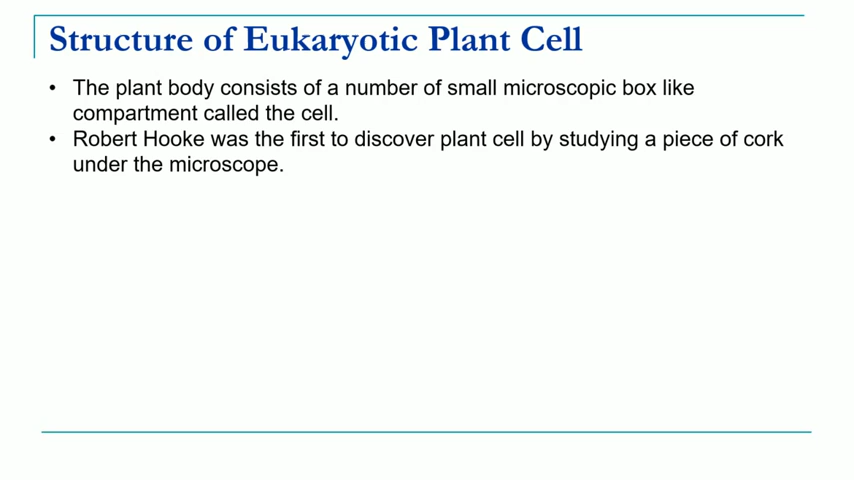 Structure of Eukaryotic Plant Cell
• The plant body consists of a number of small microscopic box like
compartment called the cell.
• Robert Hooke was the first to discover plant cell by studying a piece of cork
under the microscope.